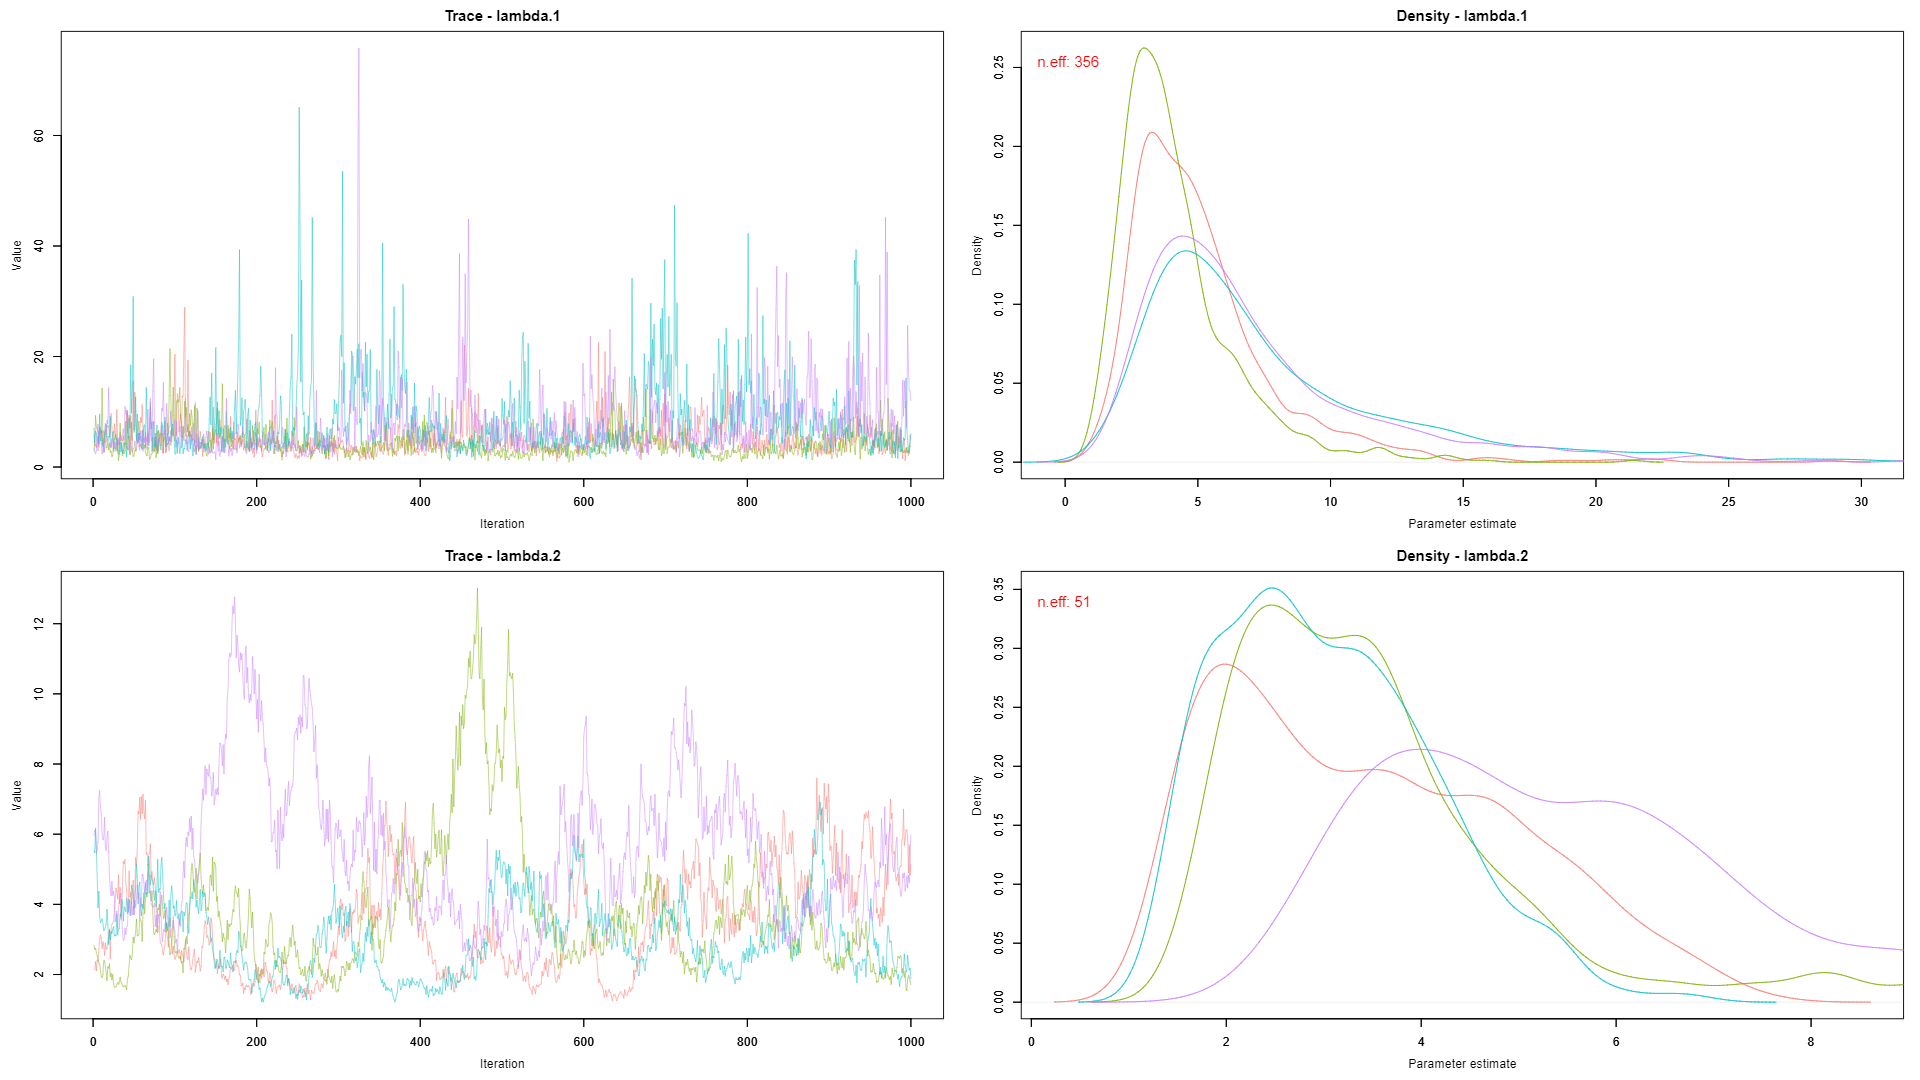 Trace - lambda.1
Value
0
20
40
60
0 200 400 600 800 1000
Iteration
Density - lambda.1
n.eff: 356
Density
0.00
0.05
0.10
0.15
0.20
0.25
0 5 10 15 20 25 30
Parameter estimate
Trace - lambda.2
Value
2
4
6
8
10
12
0 200 400 600 800 1000
Iteration
Density - lambda.2
n.eff: 51
Density
0.00
0.05
0.10
0.15
0.20
0.25
0.30
0.35
0 2 4 6 8
Parameter estimate